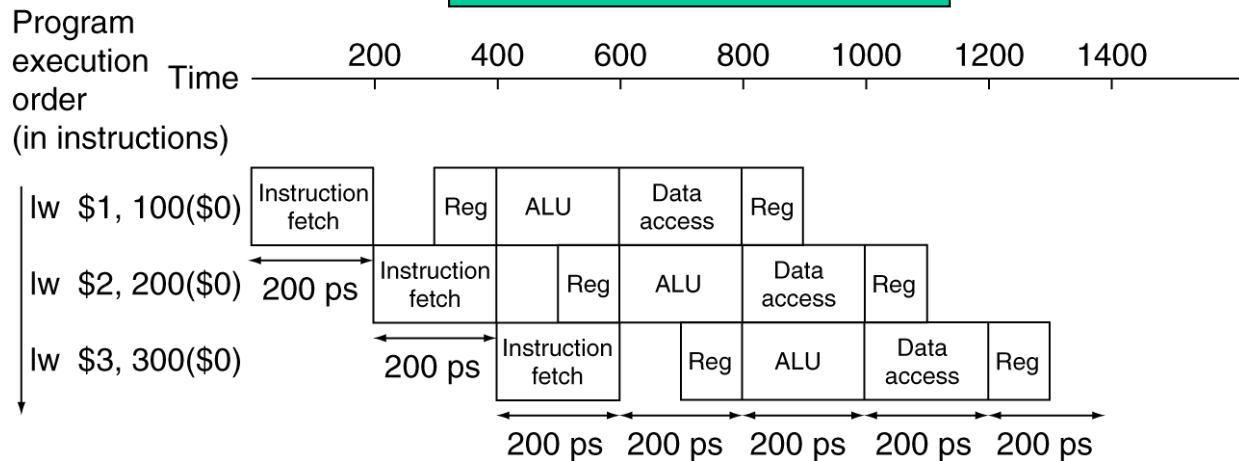 Program
execution
order
(in instructions)
Time
200 400 600 800 1000 1200 1400
lw $1, 100($0)
Instruction
fetch
Reg
ALU
Data
access
Reg
200 ps
lw $2, 200($0)
Instruction
fetch
Reg
ALU
Data
access
Reg
200 ps
lw $3, 300($0)
Instruction
fetch
Reg
ALU
Data
access
Reg
200 ps 200 ps 200 ps 200 ps 200 ps